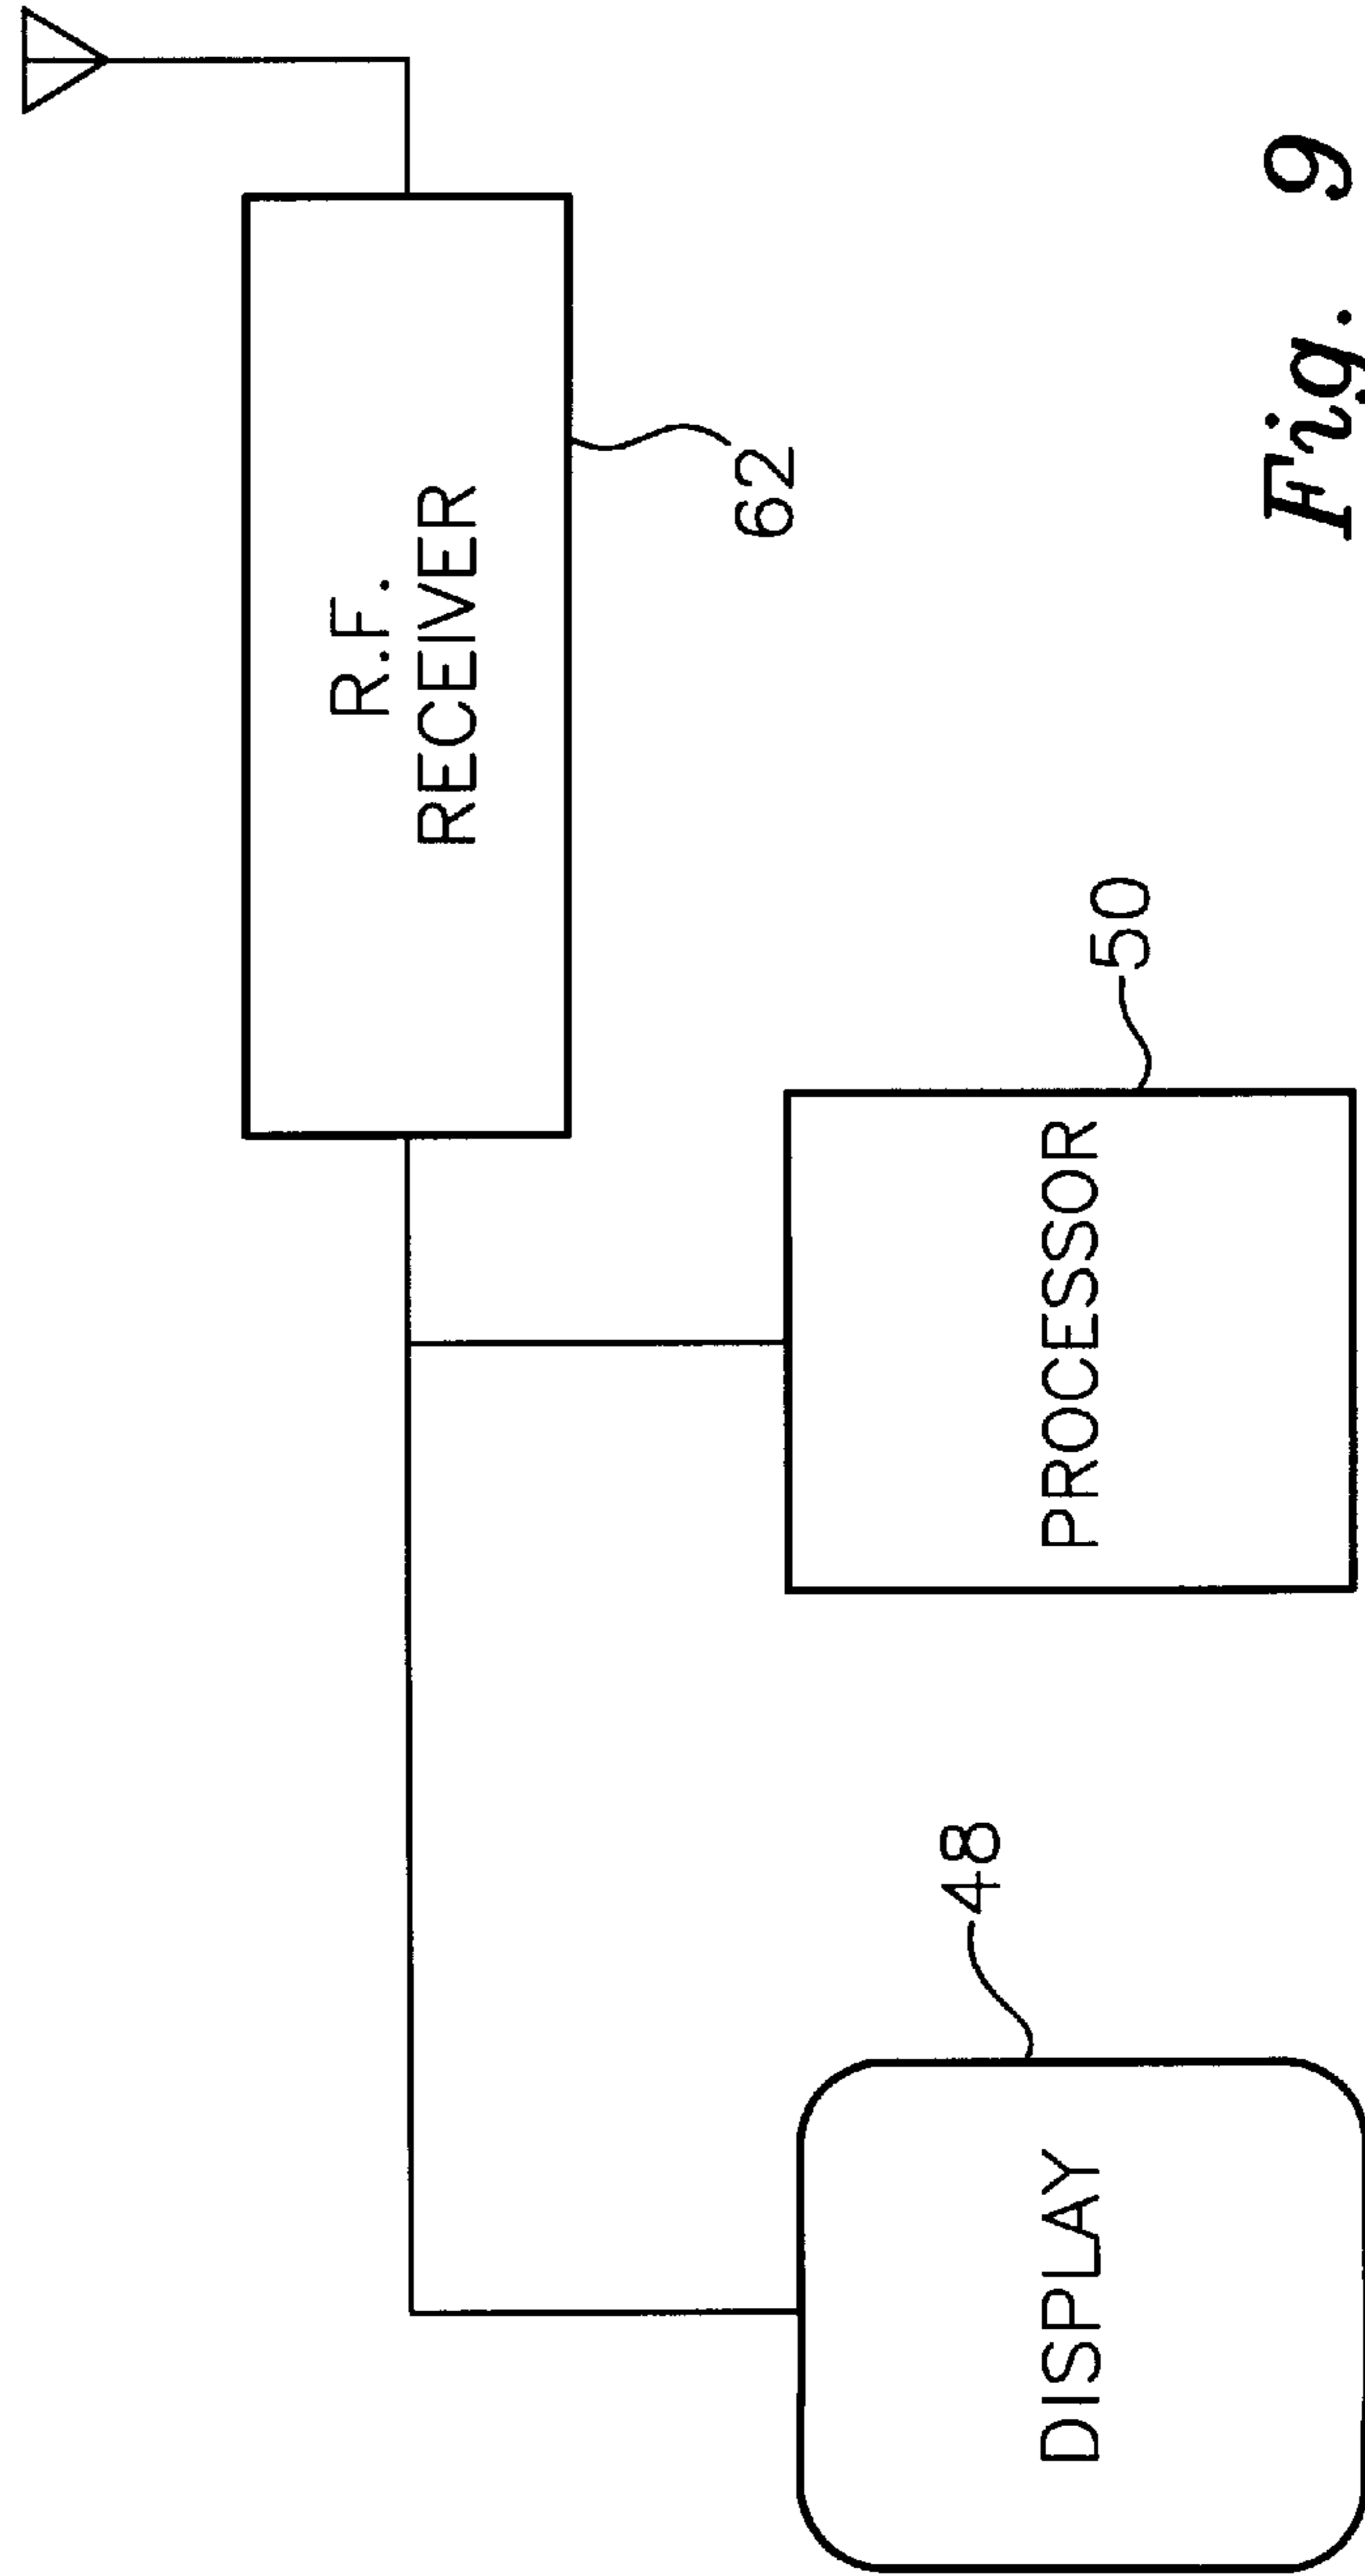 R.F.
RECEIVER
62
DISPLAY
48
PROCESSOR
50
Fig. 9